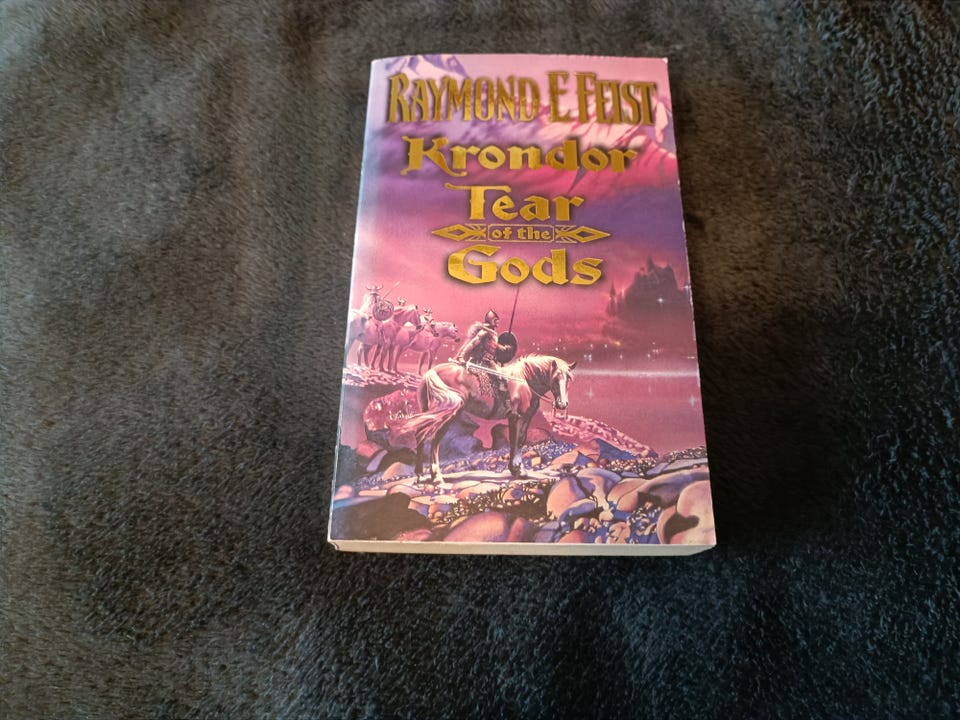 RAYMOND E FEIST
Krondor
Tear
of the
Gods